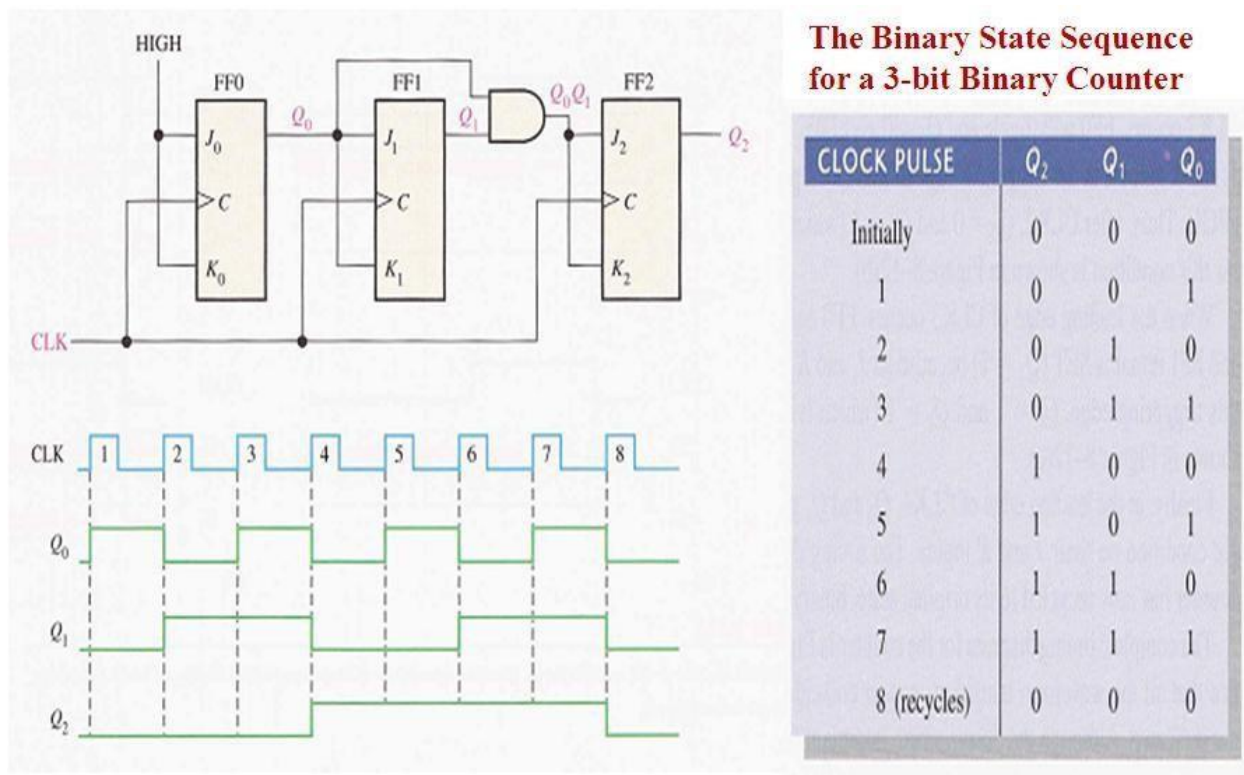 HIGH
FF0
FF1
FF2
J₀
Q₀
J₁
Q₁
Q₀Q₁
J₂
Q₂
C
C
C
K₀
K₁
K₂
CLK
CLK 1 2 3 4 5 6 7 8
Q₀
Q₁
Q₂
The Binary State Sequence
for a 3-bit Binary Counter
CLOCK PULSE Q₂ Q₁ Q₀
Initially 0 0 0
1 0 0 1
2 0 1 0
3 0 1 1
4 1 0 0
5 1 0 1
6 1 1 0
7 1 1 1
8 (recycles) 0 0 0